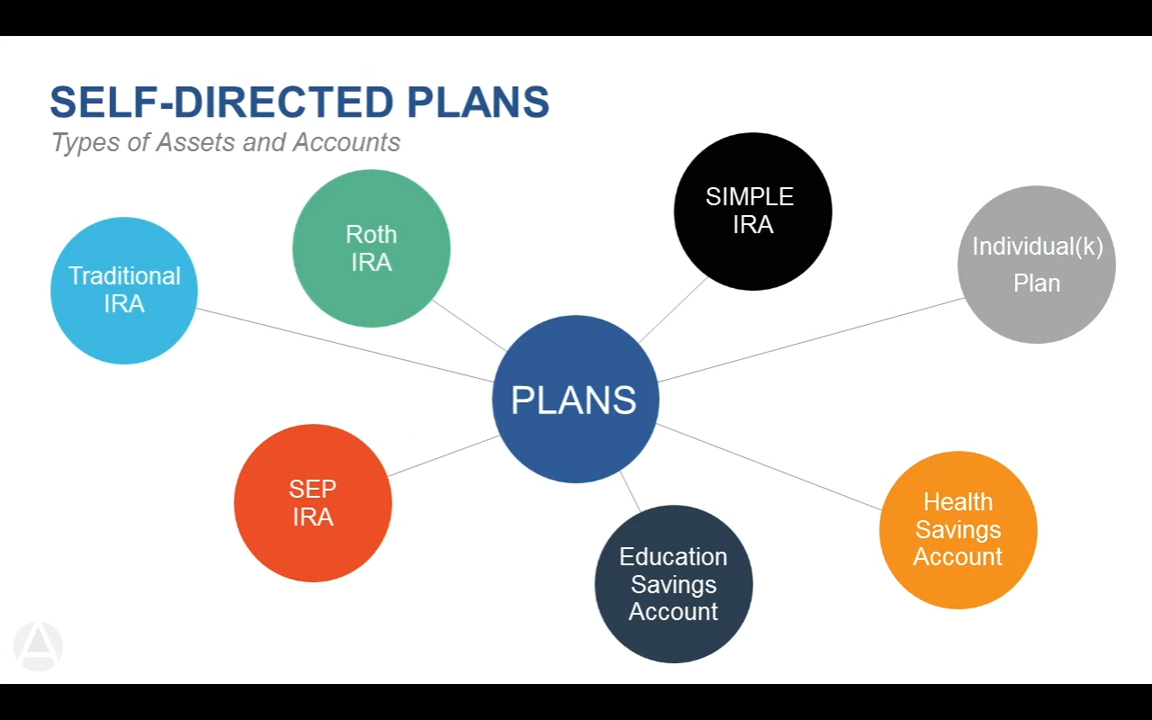 SELF-DIRECTED PLANS
Types of Assets and Accounts
Traditional
IRA
Roth
IRA
SIMPLE
IRA
Individual(k)
Plan
PLANS
SEP
IRA
Education
Savings
Account
Health
Savings
Account